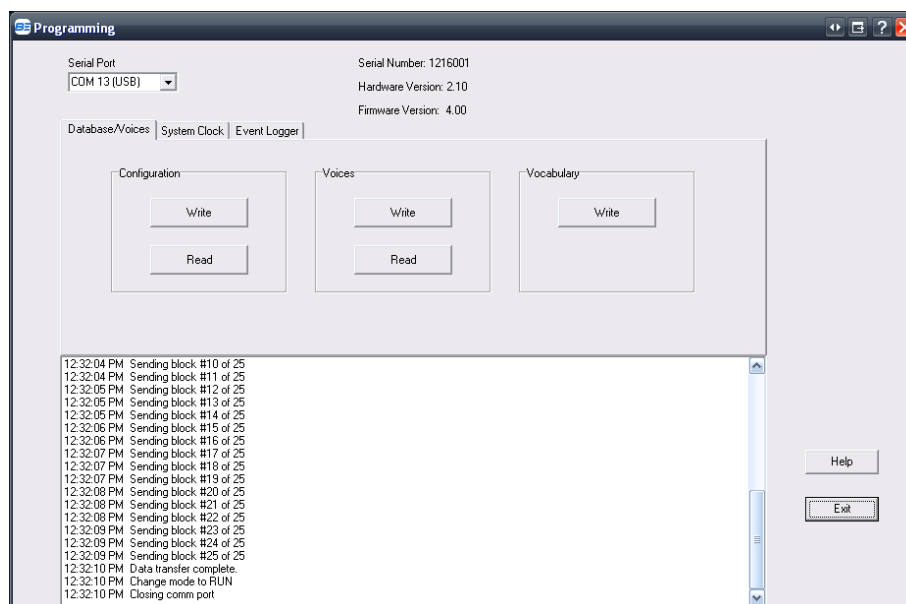 Programming
Serial Port
COM 13 (USB)
Serial Number: 1216001
Hardware Version: 2.10
Firmware Version: 4.00
Database/Voices
System Clock
Event Logger
Configuration
Write
Read
Voices
Write
Read
Vocabulary
Write
12:32:04 PM Sending block #10 of 25
12:32:04 PM Sending block #11 of 25
12:32:05 PM Sending block #12 of 25
12:32:05 PM Sending block #13 of 25
12:32:05 PM Sending block #14 of 25
12:32:06 PM Sending block #15 of 25
12:32:06 PM Sending block #16 of 25
12:32:07 PM Sending block #17 of 25
12:32:07 PM Sending block #18 of 25
12:32:07 PM Sending block #19 of 25
12:32:08 PM Sending block #20 of 25
12:32:08 PM Sending block #21 of 25
12:32:08 PM Sending block #22 of 25
12:32:09 PM Sending block #23 of 25
12:32:09 PM Sending block #24 of 25
12:32:09 PM Sending block #25 of 25
12:32:10 PM Data transfer complete.
12:32:10 PM Change mode to RUN
12:32:10 PM Closing comm port
Help
Exit